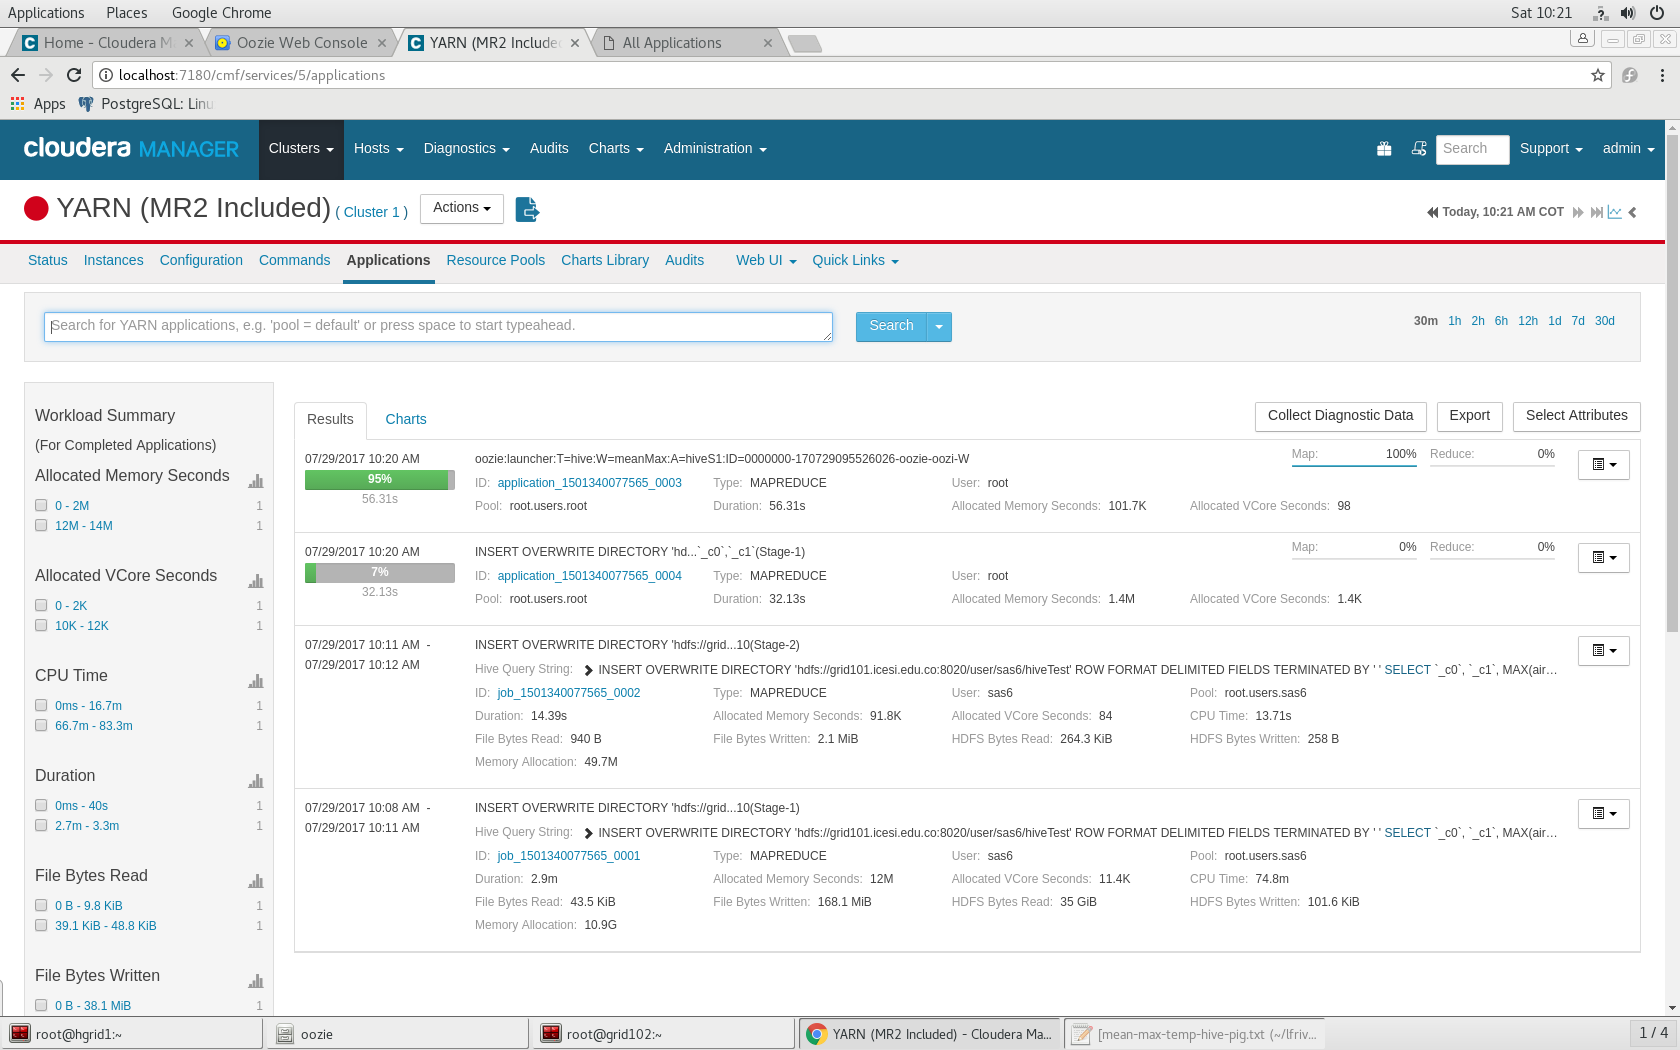 Applications Places Google Chrome Sat 10:21
Home - Cloudera M Oozie Web Console YARN (MR2 Include All Applications
localhost:7180/cmf/services/5/applications
Apps PostgreSQL: Linu
cloudera MANAGER Clusters Hosts Diagnostics Audits Charts Administration Search Support admin
YARN (MR2 Included) ( Cluster 1 ) Actions Today, 10:21 AM COT
Status Instances Configuration Commands Applications Resource Pools Charts Library Audits Web UI Quick Links
Search for YARN applications, e.g. 'pool = default' or press space to start typeahead. Search 30m 1h 2h 6h 12h 1d 7d 30d
Workload Summary
(For Completed Applications)
Allocated Memory Seconds
0 - 2M 1
12M - 14M 1
Allocated VCore Seconds
0 - 2K 1
10K - 12K 1
CPU Time
0ms - 16.7m 1
66.7m - 83.3m 1
Duration
0ms - 40s 1
2.7m - 3.3m 1
File Bytes Read
0 B - 9.8 KiB 1
39.1 KiB - 48.8 KiB 1
File Bytes Written
0 B - 38.1 MiB 1
Results Charts Collect Diagnostic Data Export Select Attributes
07/29/2017 10:20 AM oozie:launcher:T=hive:W=meanMax:A=hiveS1:ID=0000000-170729095526026-oozie-oozi-W Map: 100% Reduce: 0%
95% ID: application_1501340077565_0003 Type: MAPREDUCE User: root
56.31s Pool: root.users.root Duration: 56.31s Allocated Memory Seconds: 101.7K Allocated VCore Seconds: 98
07/29/2017 10:20 AM INSERT OVERWRITE DIRECTORY 'hd...`_c0`,`_c1`(Stage-1) Map: 0% Reduce: 0%
7% ID: application_1501340077565_0004 Type: MAPREDUCE User: root
32.13s Pool: root.users.root Duration: 32.13s Allocated Memory Seconds: 1.4M Allocated VCore Seconds: 1.4K
07/29/2017 10:11 AM - INSERT OVERWRITE DIRECTORY 'hdfs://grid...10(Stage-2)
07/29/2017 10:12 AM Hive Query String: INSERT OVERWRITE DIRECTORY 'hdfs://grid101.icesi.edu.co:8020/user/sas6/hiveTest' ROW FORMAT DELIMITED FIELDS TERMINATED BY ' ' SELECT `_c0`, `_c1`, MAX(air…
ID: job_1501340077565_0002 Type: MAPREDUCE User: sas6 Pool: root.users.sas6
Duration: 14.39s Allocated Memory Seconds: 91.8K Allocated VCore Seconds: 84 CPU Time: 13.71s
File Bytes Read: 940 B File Bytes Written: 2.1 MiB HDFS Bytes Read: 264.3 KiB HDFS Bytes Written: 258 B
Memory Allocation: 49.7M
07/29/2017 10:08 AM - INSERT OVERWRITE DIRECTORY 'hdfs://grid...10(Stage-1)
07/29/2017 10:11 AM Hive Query String: INSERT OVERWRITE DIRECTORY 'hdfs://grid101.icesi.edu.co:8020/user/sas6/hiveTest' ROW FORMAT DELIMITED FIELDS TERMINATED BY ' ' SELECT `_c0`, `_c1`, MAX(air…
ID: job_1501340077565_0001 Type: MAPREDUCE User: sas6 Pool: root.users.sas6
Duration: 2.9m Allocated Memory Seconds: 12M Allocated VCore Seconds: 11.4K CPU Time: 74.8m
File Bytes Read: 43.5 KiB File Bytes Written: 168.1 MiB HDFS Bytes Read: 35 GiB HDFS Bytes Written: 101.6 KiB
Memory Allocation: 10.9G
root@hgrid1:~ oozie root@grid102:~ YARN (MR2 Included) - Cloudera Ma... [mean-max-temp-hive-pig.txt (~/lfriv... 1 / 4